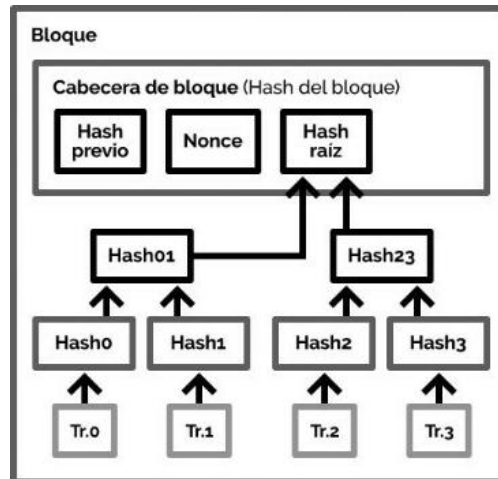 Bloque
Cabecera de bloque (Hash del bloque)
Hash previo
Nonce
Hash raíz
Hash01
Hash23
Hash0
Hash1
Hash2
Hash3
Tr.0
Tr.1
Tr.2
Tr.3